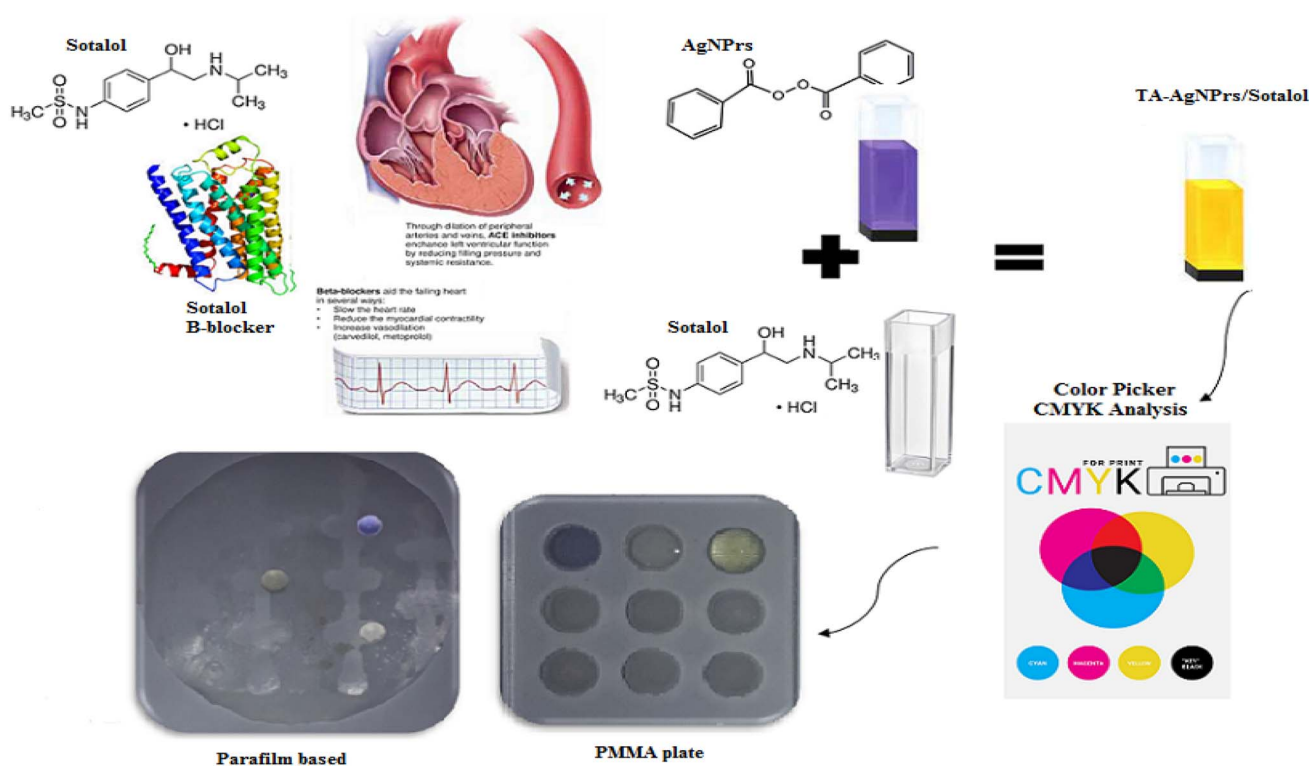 Sotalol
OH
H
N
CH₃
CH₃
H₃C
O
S
O
NH
• HCl
Sotalol
B-blocker
Through dilation of peripheral
arteries and veins, ACE inhibitors
enchance left ventricular function
by reducing filling pressure and
systemic resistance.
Beta-blockers aid the failing heart
in several ways:
• Slow the heart rate
• Reduce the myocardial contractility
• Increase vasodilation
(carvedilol, metoprolol)
AgNPrs
O
O
O
O
Sotalol
OH
H
N
CH₃
CH₃
H₃C
O
S
O
NH
• HCl
TA-AgNPrs/Sotalol
Color Picker
CMYK Analysis
FOR PRINT
CMYK
CYAN
MAGENTA
YELLOW
"KEY"
BLACK
Parafilm based
PMMA plate